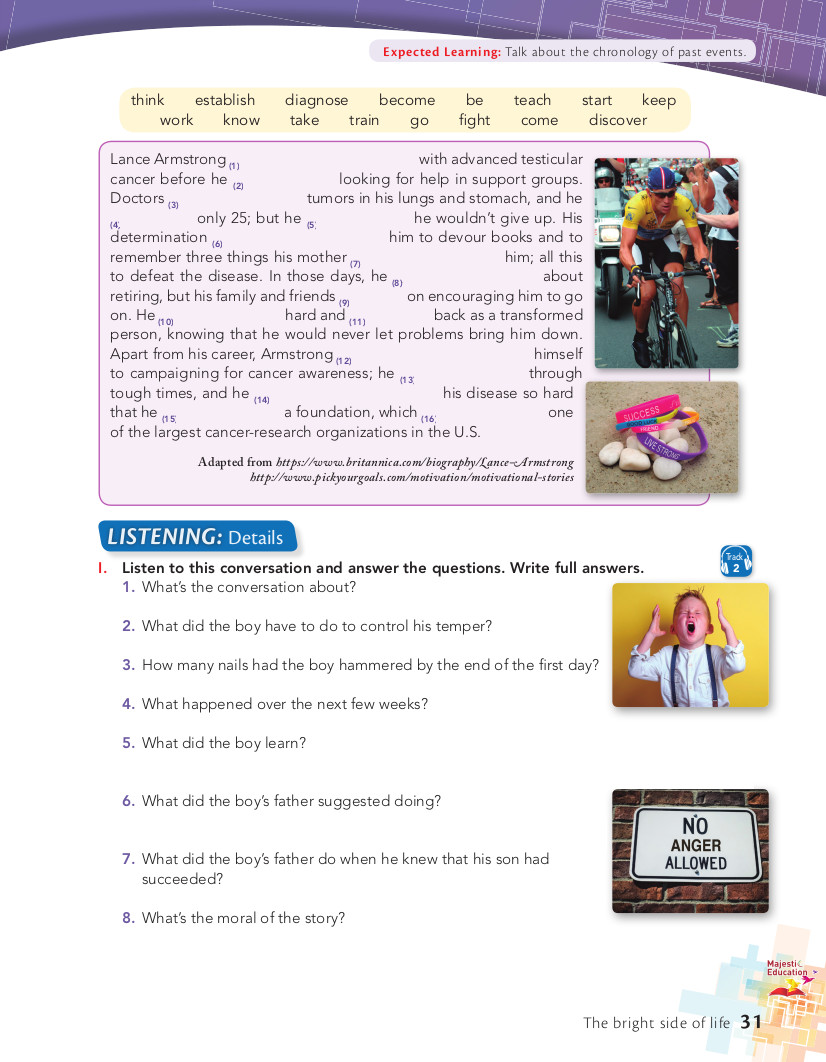 Expected Learning: Talk about the chronology of past events.
think establish diagnose become be teach start keep
work know take train go fight come discover
Lance Armstrong (1) with advanced testicular
cancer before he (2) looking for help in support groups.
Doctors (3) tumors in his lungs and stomach, and he
(4) only 25; but he (5) he wouldn't give up. His
determination (6) him to devour books and to
remember three things his mother (7) him; all this
to defeat the disease. In those days, he (8) about
retiring, but his family and friends (9) on encouraging him to go
on. He (10) hard and (11) back as a transformed
person, knowing that he would never let problems bring him down.
Apart from his career, Armstrong (12) himself
to campaigning for cancer awareness; he (13) through
tough times, and he (14) his disease so hard
that he (15) a foundation, which (16) one
of the largest cancer-research organizations in the U.S.
Adapted from https://www.britannica.com/biography/Lance-Armstrong
http://www.pickyourgoals.com/motivation/motivational-stories
SUCCESS
GOOD LUCK
FRIEND
LIVESTRONG
LISTENING: Details
Track
2
I. Listen to this conversation and answer the questions. Write full answers.
1. What's the conversation about?
2. What did the boy have to do to control his temper?
3. How many nails had the boy hammered by the end of the first day?
4. What happened over the next few weeks?
5. What did the boy learn?
6. What did the boy's father suggested doing?
7. What did the boy's father do when he knew that his son had
succeeded?
8. What's the moral of the story?
NO
ANGER
ALLOWED
Majestic
Education
The bright side of life 31